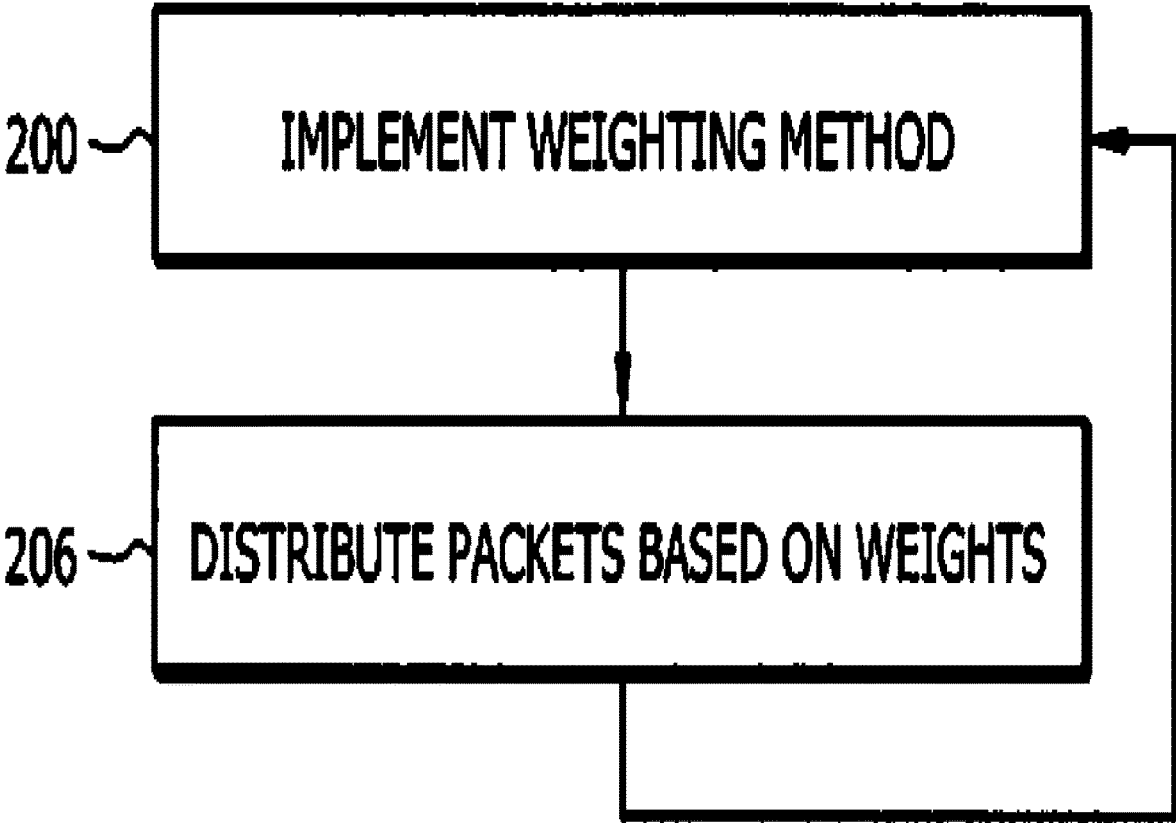 200
IMPLEMENT WEIGHTING METHOD
206
DISTRIBUTE PACKETS BASED ON WEIGHTS